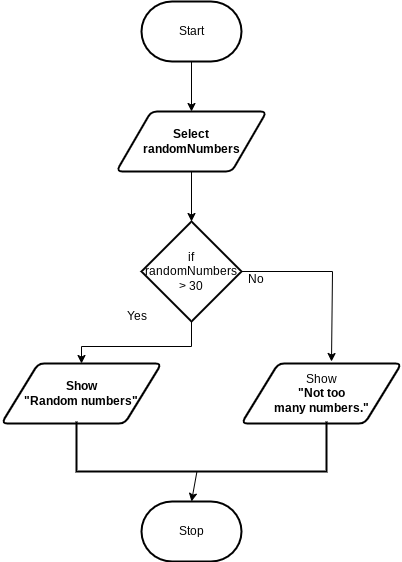 Start
Select
randomNumbers
if
randomNumbers
> 30
No
Yes
Show
"Random numbers"
Show
"Not too
many numbers."
Stop